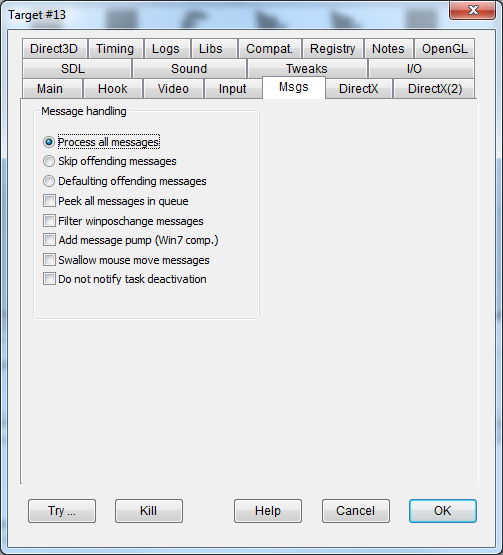 Target #13
Direct3D Timing Logs Libs Compat. Registry Notes OpenGL
SDL Sound Tweaks I/O
Main Hook Video Input Msgs DirectX DirectX(2)
Message handling
Process all messages
Skip offending messages
Defaulting offending messages
Peek all messages in queue
Filter winposchange messages
Add message pump (Win7 comp.)
Swallow mouse move messages
Do not notify task deactivation
Try ... Kill Help Cancel OK